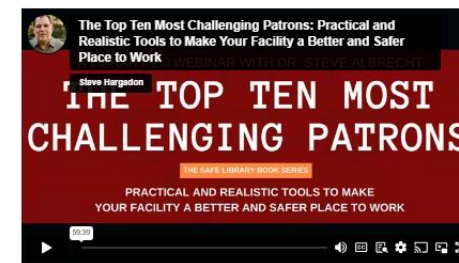 The Top Ten Most Challenging Patrons: Practical and
Realistic Tools to Make Your Facility a Better and Safer
Place to Work
WEBINAR WITH DR. STEVE ALBRECHT
Steve Hargadon
THE TOP TEN MOST
CHALLENGING PATRONS
THE SAFE LIBRARY BOOK SERIES
PRACTICAL AND REALISTIC TOOLS TO MAKE
YOUR FACILITY A BETTER AND SAFER PLACE TO WORK
59:39
CC